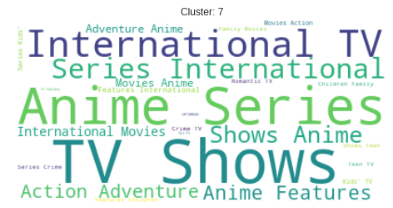 Cluster: 7
Series Kids'
Adventure Anime
Family Movies
Movies Action
International TV
Series International
Movies Anime
Romantic TV
Children Family
Features International
Anime Series
International Movies
Crime TV
Shows Anime
TV Shows
Shows Teen
Series Crime
Teen TV
Kids' TV
Action Adventure
Anime Features